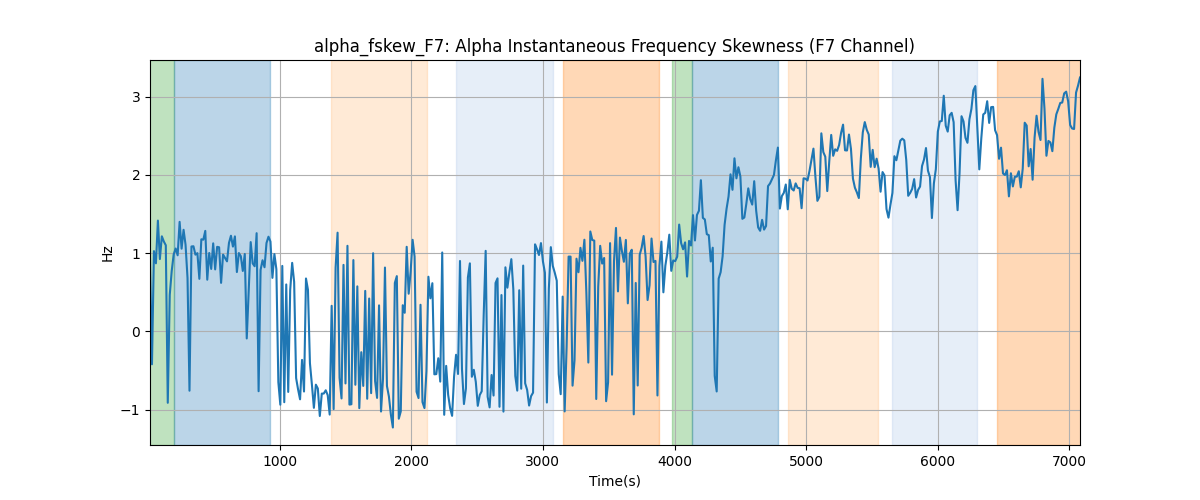 alpha_fskew_F7: Alpha Instantaneous Frequency Skewness (F7 Channel)
3
2
1
0
−1
Hz
1000 2000 3000 4000 5000 6000 7000
Time(s)